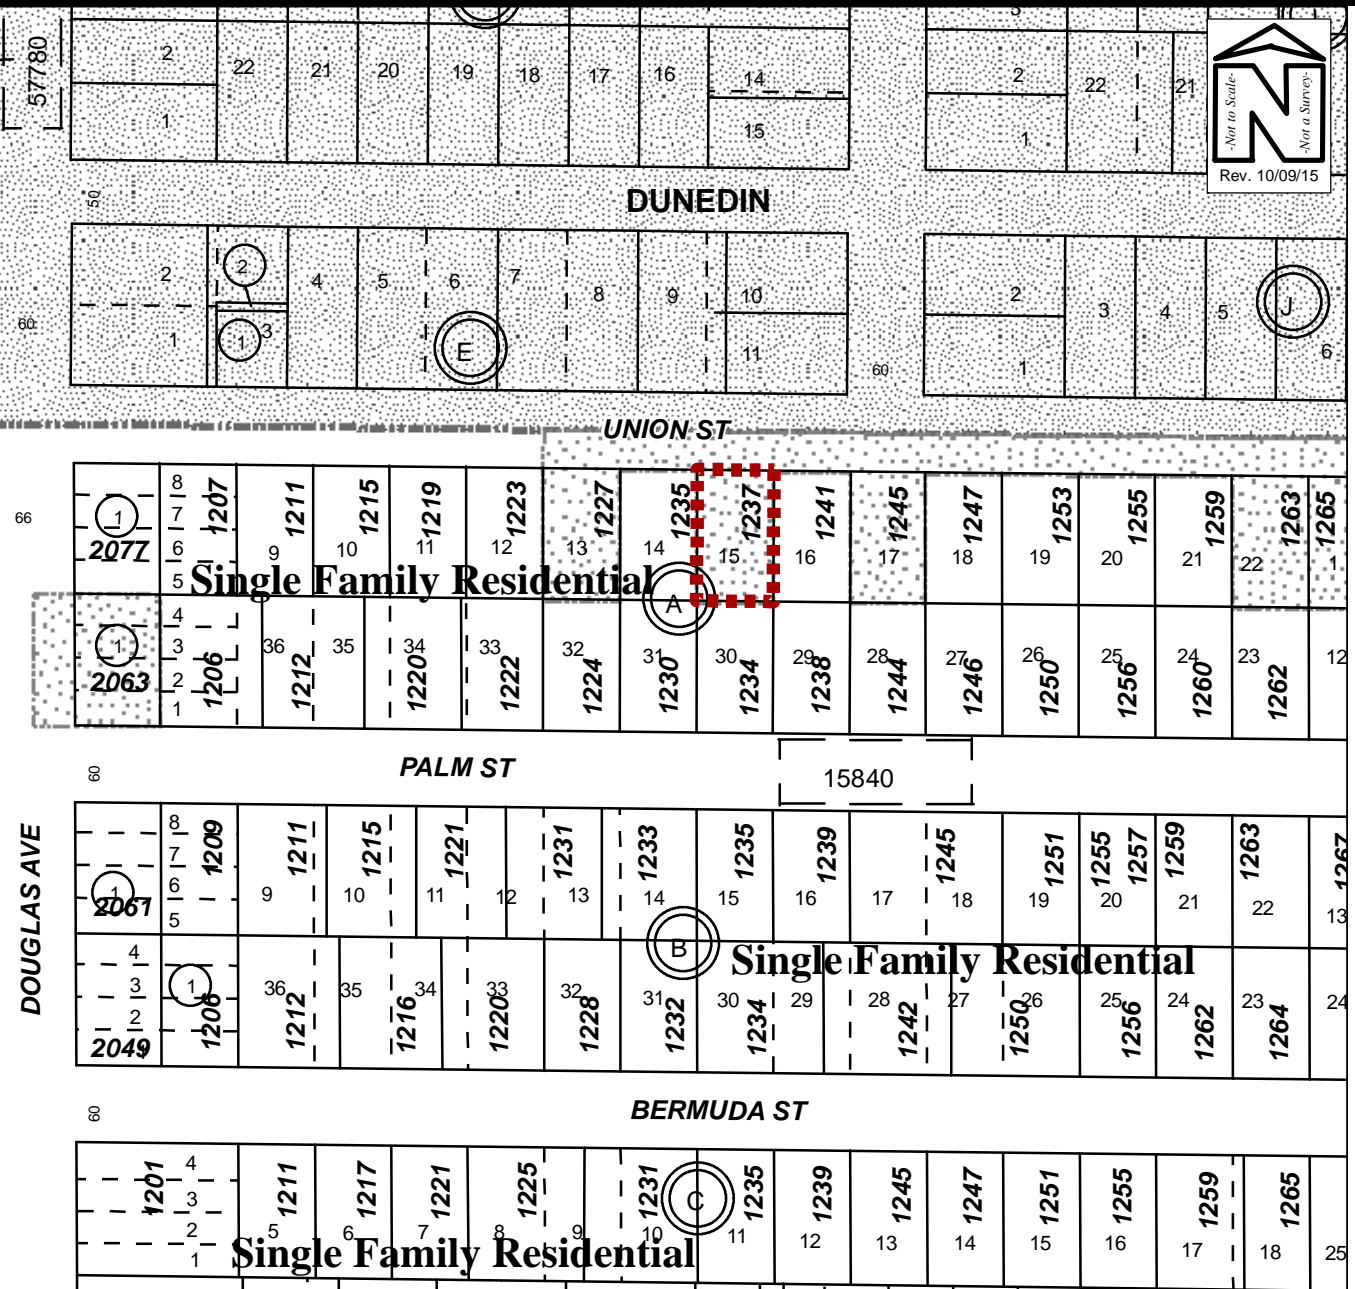 5
57780
2 22 21 20 19 18 17 16 14 2 22 21
1 15 1
-Not to Scale-
-Not a Survey-
Rev. 10/09/15
50
DUNEDIN
2 2 4 5 6 7 8 9 10 2 3 4 5 J
60 1 1 3 E 11 60 1 6
UNION ST
66
8 1207 1211 1215 1219 1223 1227 1235 1237 1241 1245 1247 1253 1255 1259 1263 1265
1 7
2077 6 9 10 11 12 13 14 15 16 17 18 19 20 21 22 1
5
Single Family Residential
A
4
1 3 36 35 34 33 32 31 30 29 28 27 26 25 24 23 12
2063 2 1206 1212 1220 1222 1224 1230 1234 1238 1244 1246 1250 1256 1260 1262
1
60
PALM ST
15840
DOUGLAS AVE
8 1209 1211 1215 1221 1231 1233 1235 1239 1245 1251 1255 1257 1259 1263 1267
7
1 6 9 10 11 12 13 14 15 16 17 18 19 20 21 22 13
2061 5
B
Single Family Residential
4
3 1 36 35 34 33 32 31 30 29 28 27 26 25 24 23 24
2 1208 1212 1216 1220 1228 1232 1234 1242 1250 1256 1262 1264
2049 1
60
BERMUDA ST
1201 4 1211 1217 1221 1225 1231 C 1235 1239 1245 1247 1251 1255 1259 1265
3
2 5 6 7 8 9 10 11 12 13 14 15 16 17 18 25
1
Single Family Residential